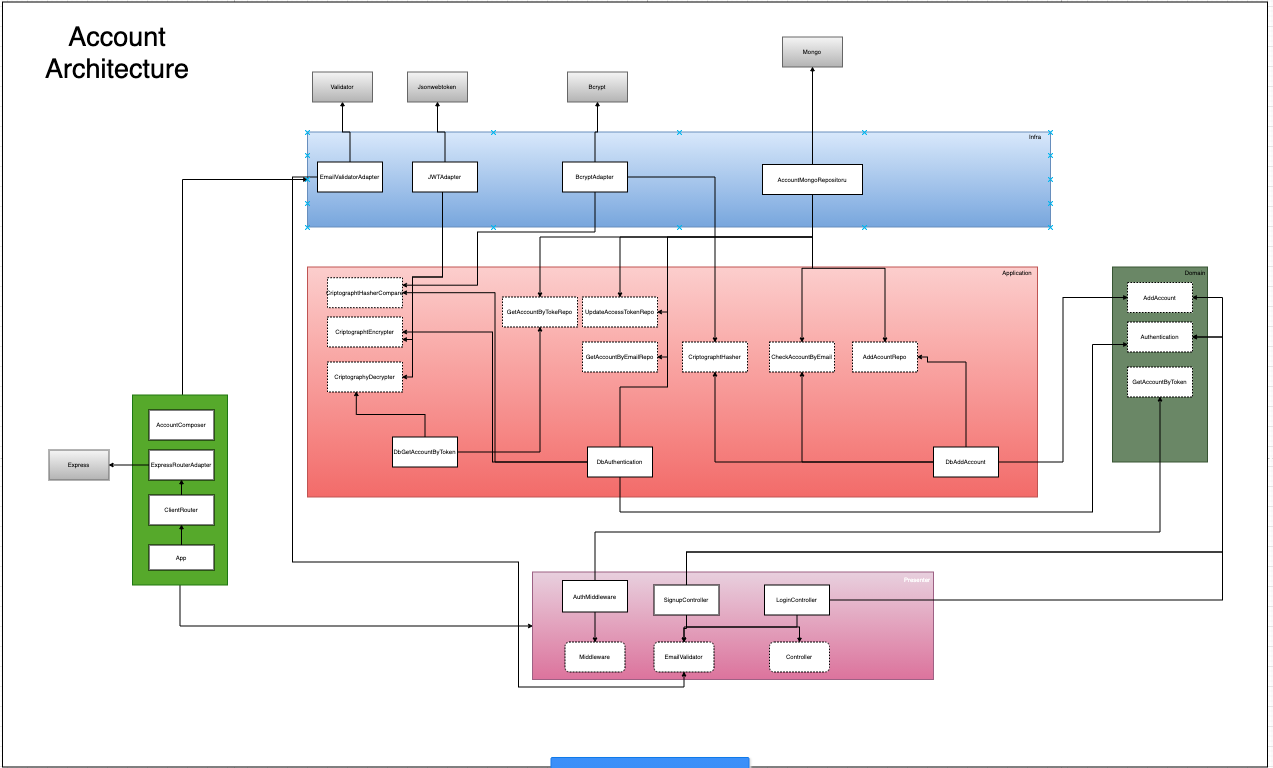 Account
Architecture
Mongo
Validator
Jsonwebtoken
Bcrypt
Infra
EmailValidatorAdapter
JWTAdapter
BcryptAdapter
AccountMongoRepositoru
Application
Domain
CriptographtHasherCompare
GetAccountByTokeRepo
UpdateAccessTokenRepo
AddAccount
CriptographtEncrypter
Authentication
GetAccountByEmailRepo
CriptographtHasher
CheckAccountByEmail
AddAcountRepo
CriptographyDecrypter
GetAccountByToken
AccountComposer
DbGetAccountByToken
DbAuthentication
DbAddAccount
Express
ExpressRouterAdapter
ClientRouter
App
Presenter
AuthMiddleware
SignupController
LoginController
Middleware
EmailValidator
Controller